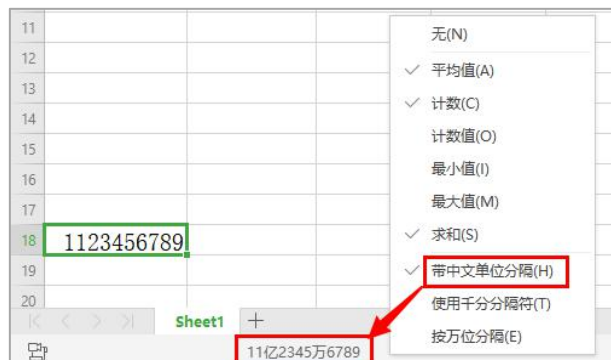 11
12
13
14
15
16
17
18 1123456789
19
20
Sheet1
11亿2345万6789
无(N)
平均值(A)
计数(C)
计数值(O)
最小值(I)
最大值(M)
求和(S)
带中文单位分隔(H)
使用千分分隔符(T)
按万位分隔(E)